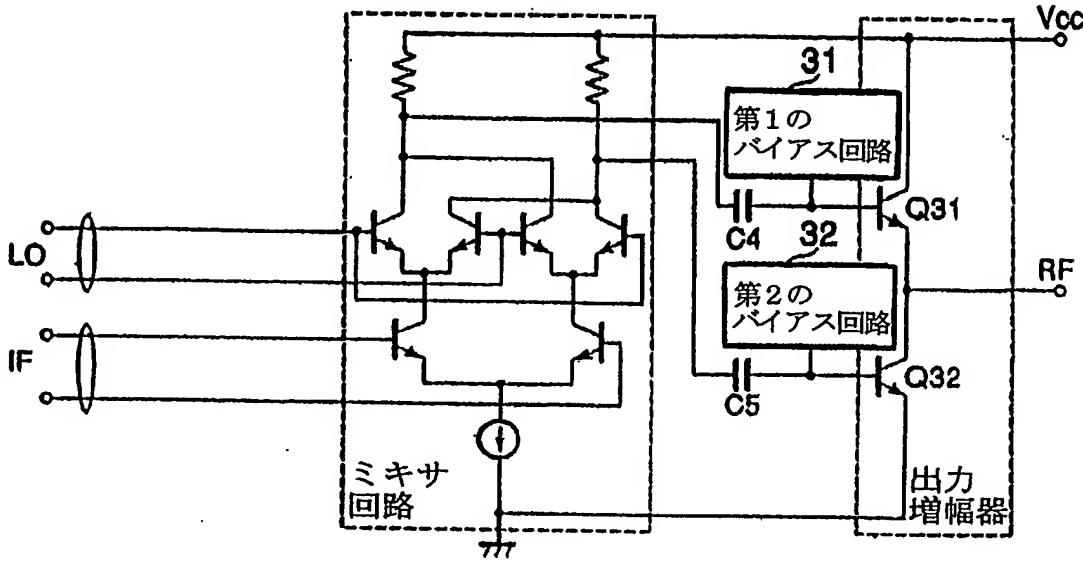 Vcc
31
第1の
バイアス回路
Q31
C4
32
LO
RF
第2の
バイアス回路
IF
C5
Q32
ミキサ
回路
出力
増幅器